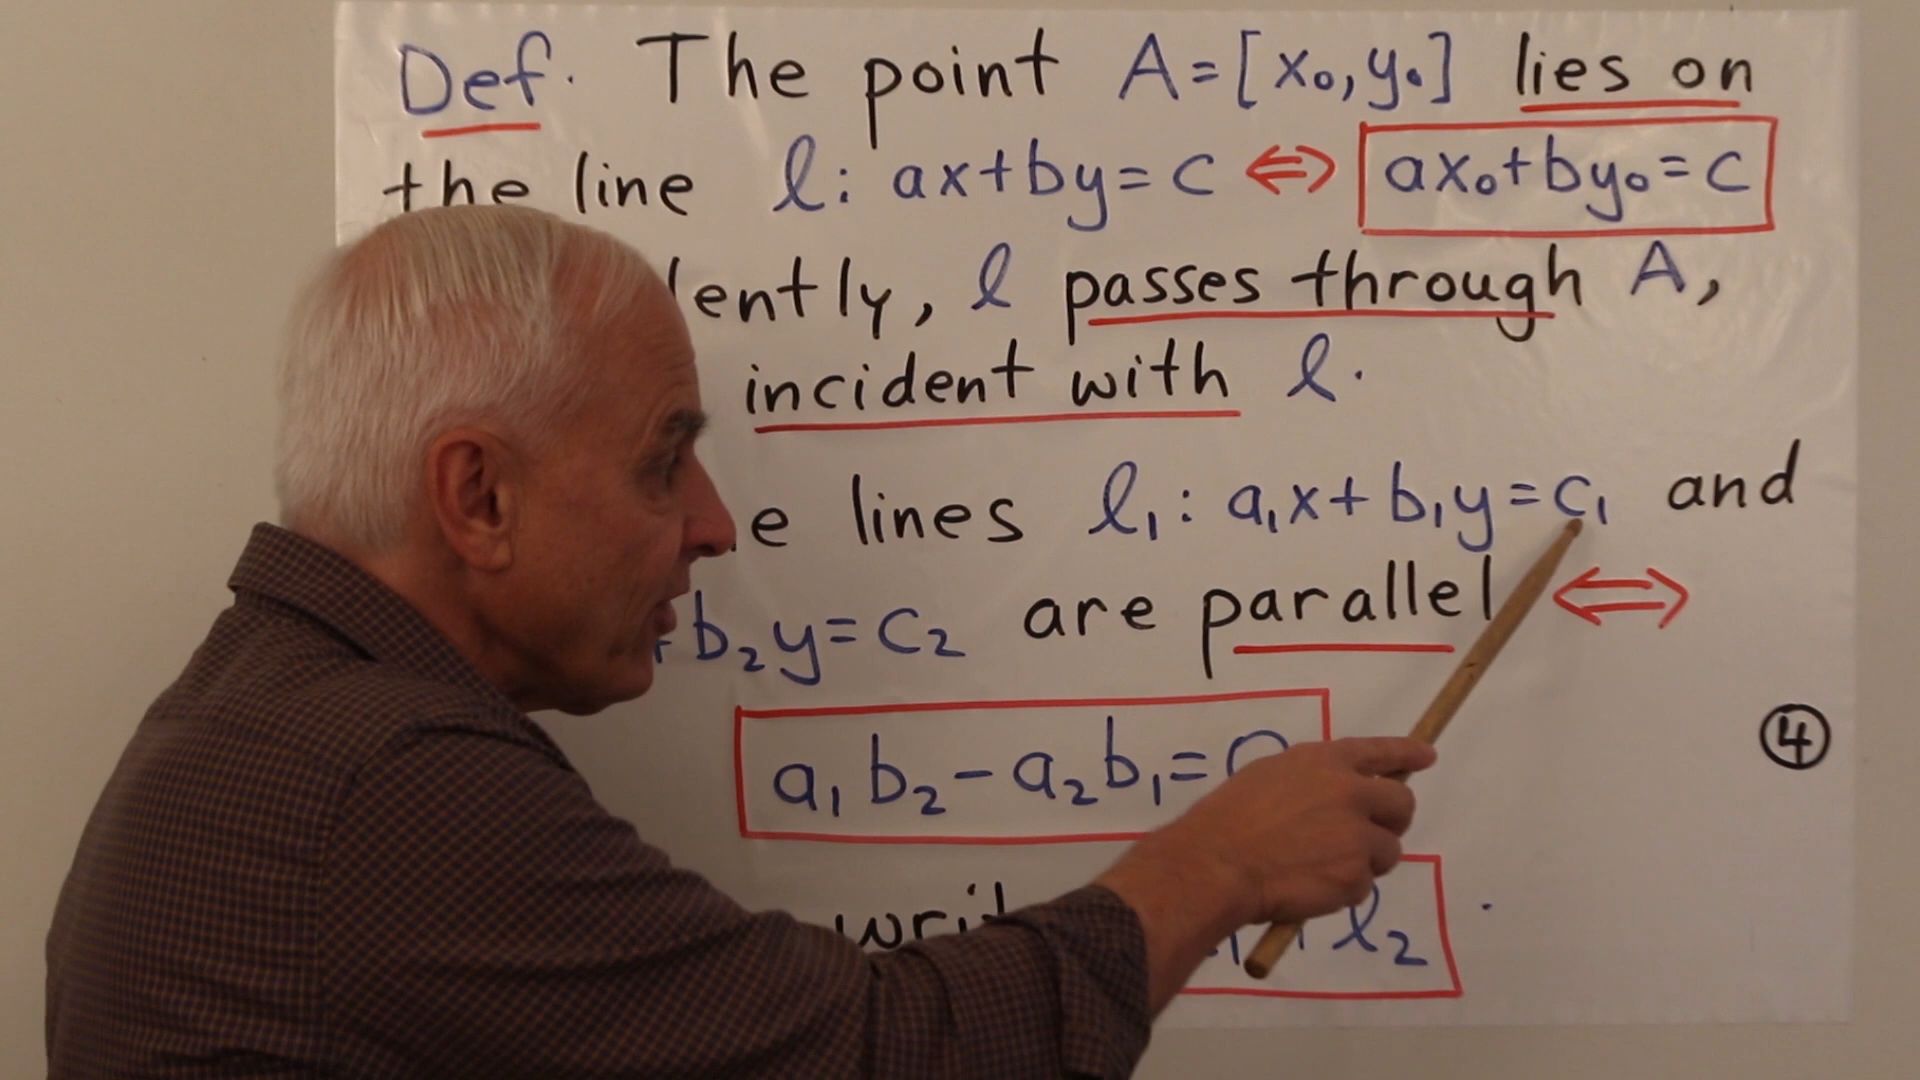 Def. The point A=[x₀,y₀] lies on
the line l: ax+by=c ⇔ ax₀+by₀=c
l passes through A,
incident with l.
lines l₁: a₁x+b₁y=c₁ and
b₂y=c₂ are parallel ⇔
④
a₁b₂-a₂b₁=0
l₂.